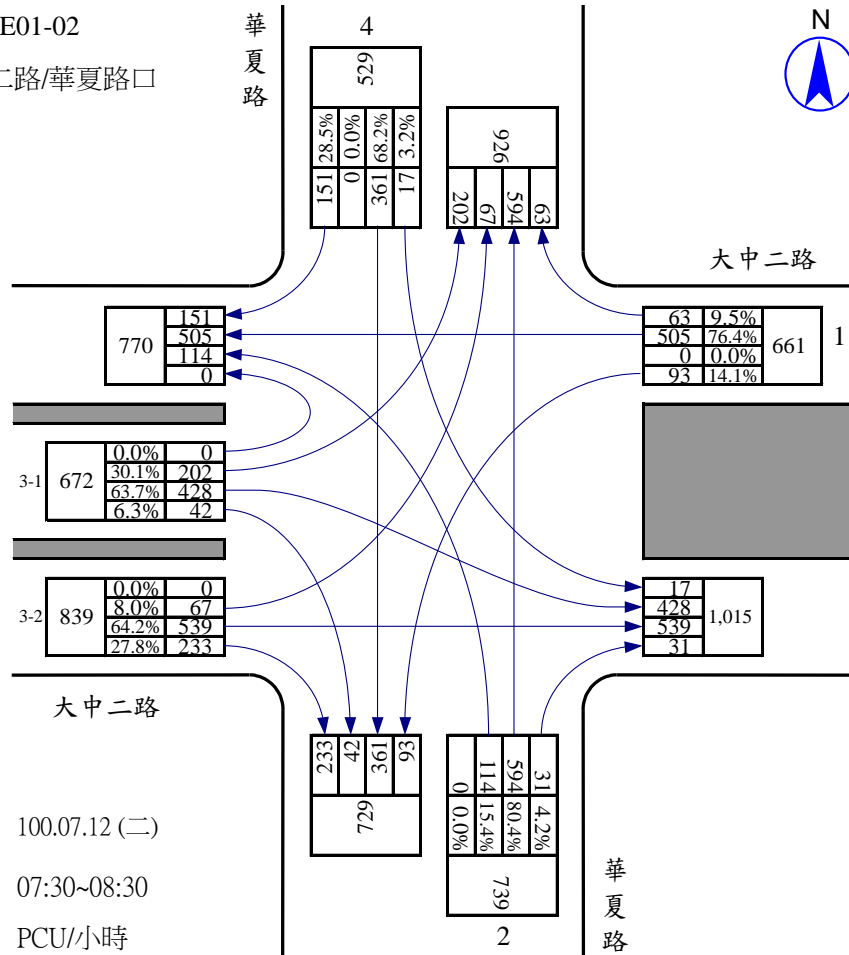 E01-02
二路/華夏路口
華夏路
4
N
529
28.5% 0.0% 68.2% 3.2%
151 0 361 17
926
202 67 594 63
大中二路
770
151
505
114
0
63 9.5%
505 76.4%
0 0.0%
93 14.1%
661
1
3-1
672
0.0% 0
30.1% 202
63.7% 428
6.3% 42
3-2
839
0.0% 0
8.0% 67
64.2% 539
27.8% 233
17
428
539
31
1,015
大中二路
233 42 361 93
729
0 114 594 31
0.0% 15.4% 80.4% 4.2%
739
2
華夏路
100.07.12 (二)
07:30~08:30
PCU/小時